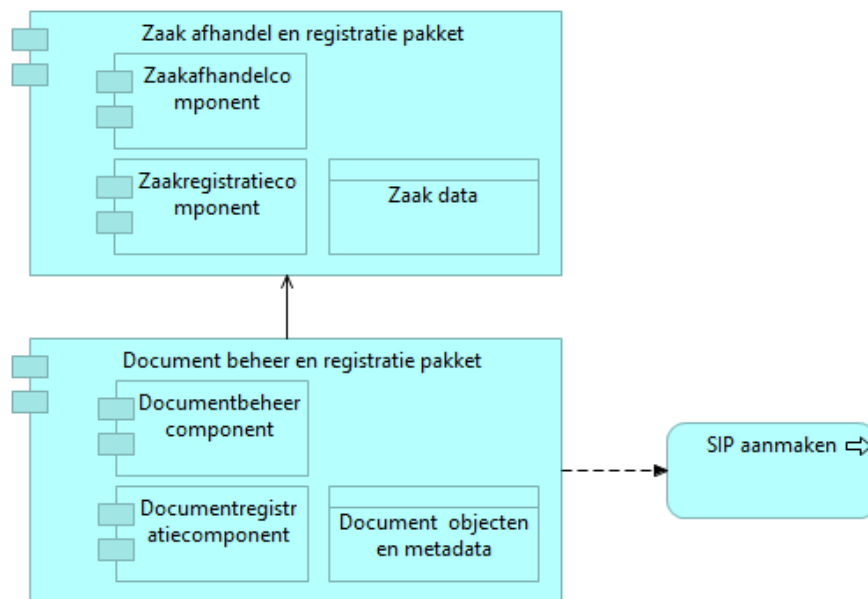 Zaak afhandel en registratie pakket
Zaakafhandelco
mponent
Zaakregistratieco
mponent
Zaak data
Document beheer en registratie pakket
Documentbeheer
component
Documentregistr
atiecomponent
Document  objecten
en metadata
SIP aanmaken